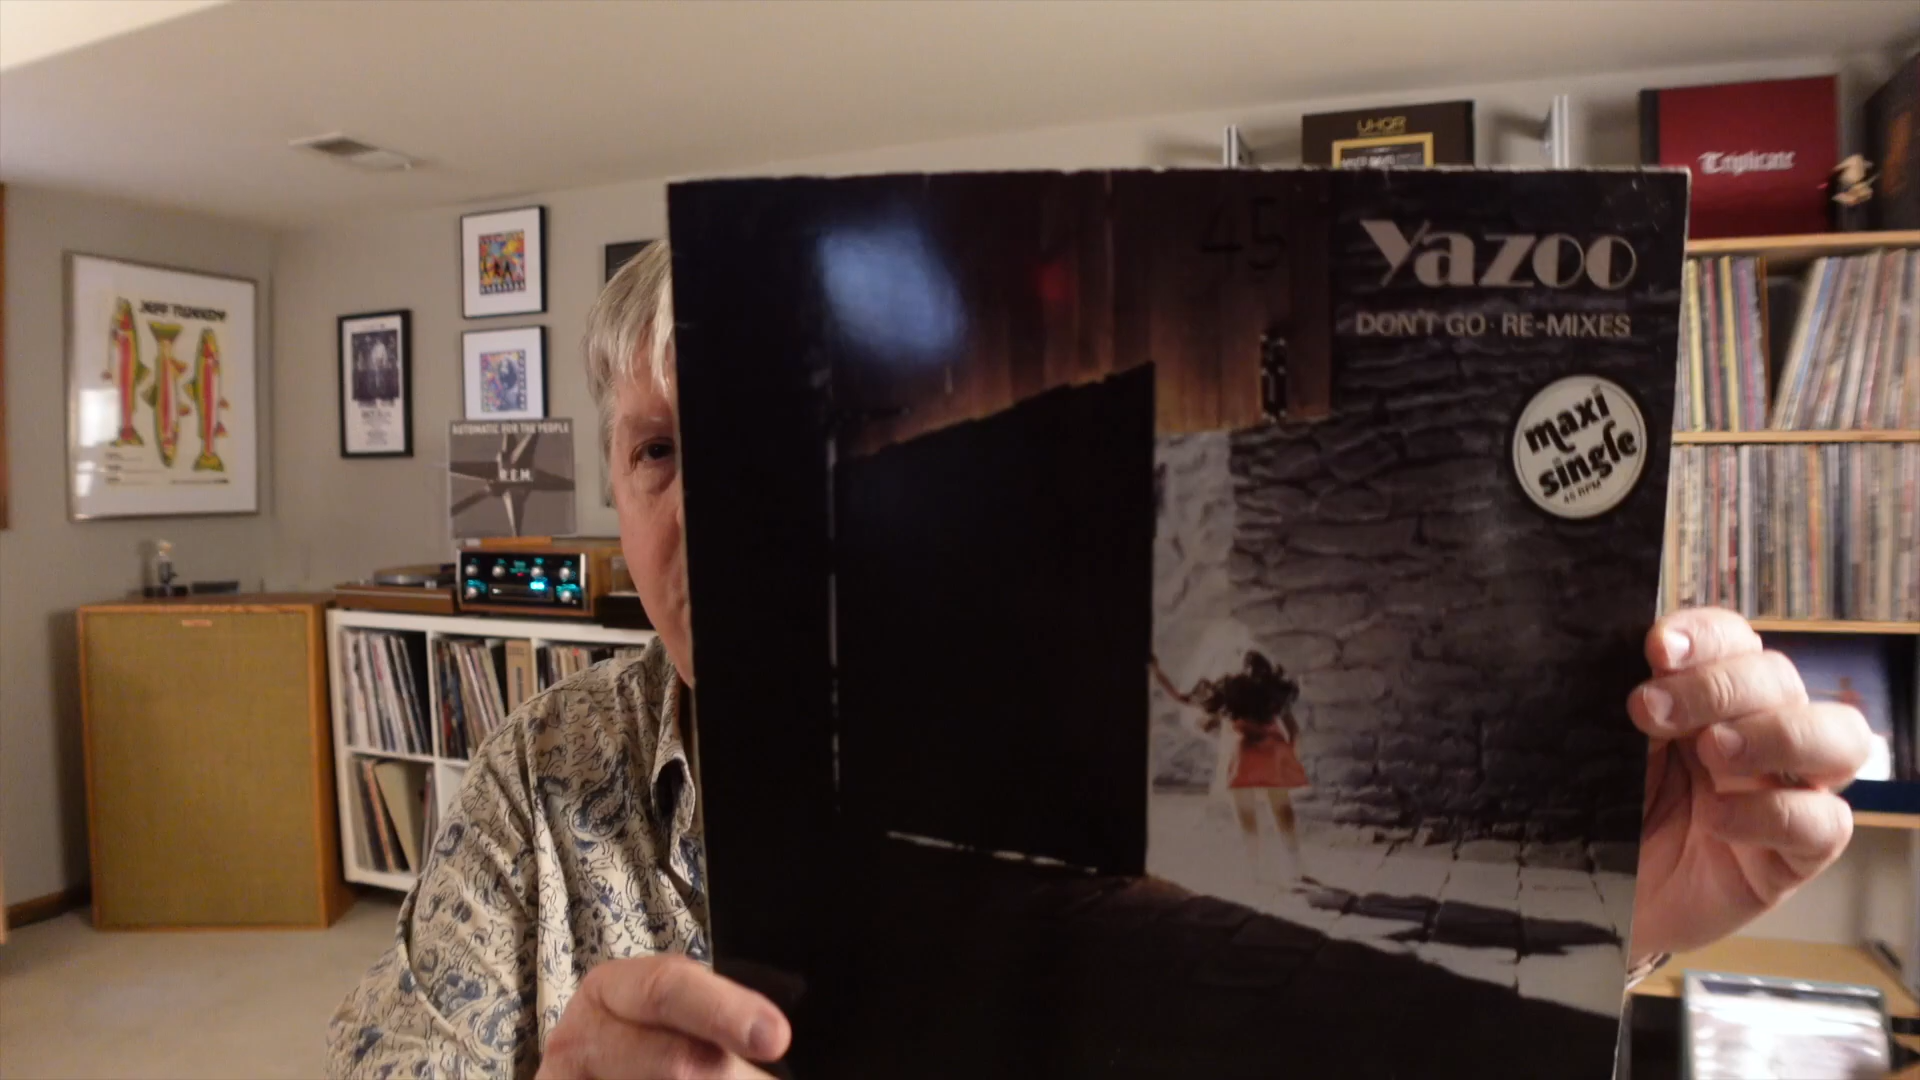 UHQR
Triplicate
45
yazoo
DON'T GO · RE-MIXES
maxi
single
45 RPM
JEFF TWEEDY
AUTOMATIC FOR THE PEOPLE
R.E.M.